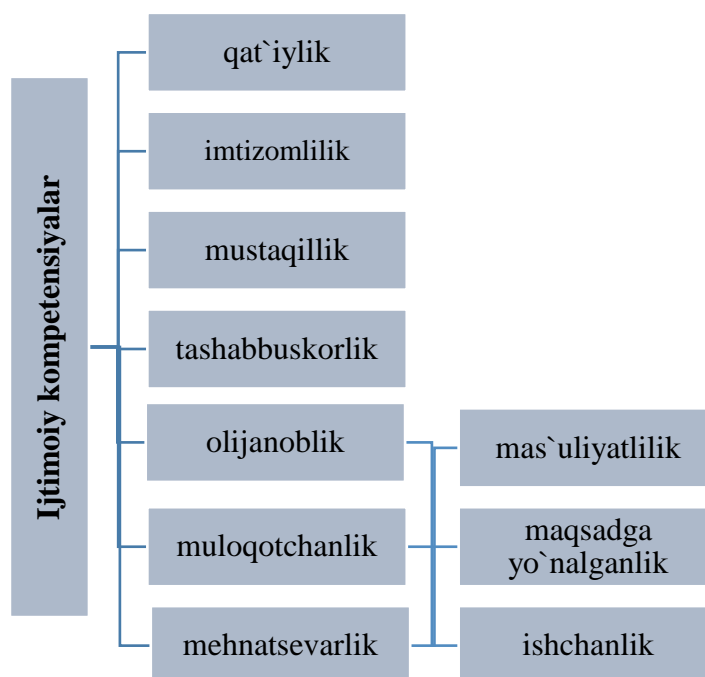 Ijtimoiy kompetensiyalar
qat`iylik
imtizomlilik
mustaqillik
tashabbuskorlik
olijanoblik
muloqotchanlik
mehnatsevarlik
mas`uliyatlilik
maqsadga
yo`nalganlik
ishchanlik